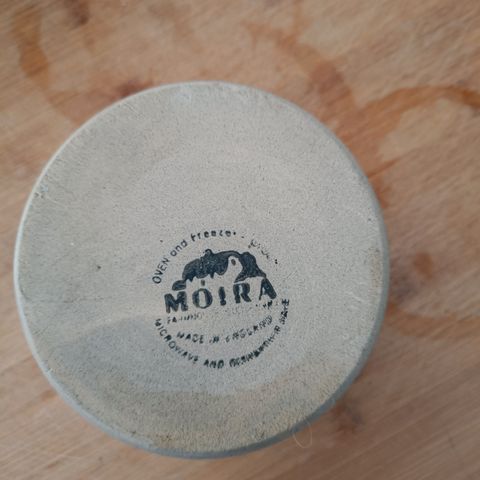 OVEN and Freezer
MOIRA
MADE IN ENGLAND
MICROWAVE AND DISHWASHER SAFE